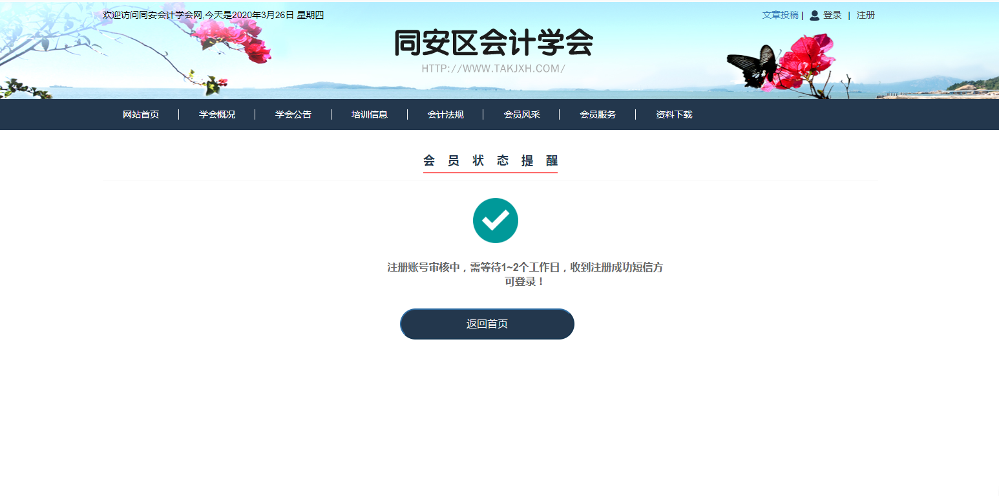 欢迎访问同安会计学会网,今天是2020年3月26日 星期四
文章投稿 | 登录 | 注册
同安区会计学会
HTTP://WWW.TAKJXH.COM/
网站首页 | 学会概况 | 学会公告 | 培训信息 | 会计法规 | 会员风采 | 会员服务 | 资料下载
会员状态提醒
注册账号审核中，需等待1~2个工作日，收到注册成功短信方
可登录！
返回首页